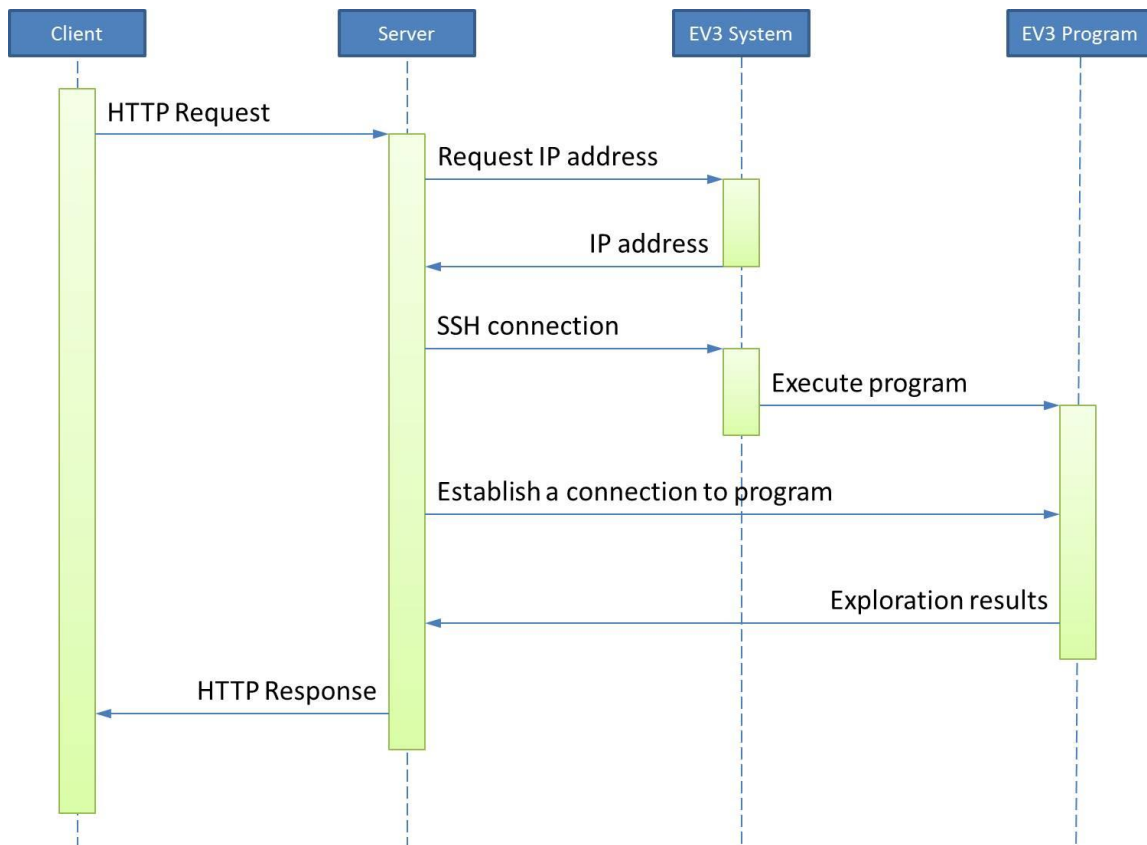 Client
Server
EV3 System
EV3 Program
HTTP Request
Request IP address
IP address
SSH connection
Execute program
Establish a connection to program
Exploration results
HTTP Response